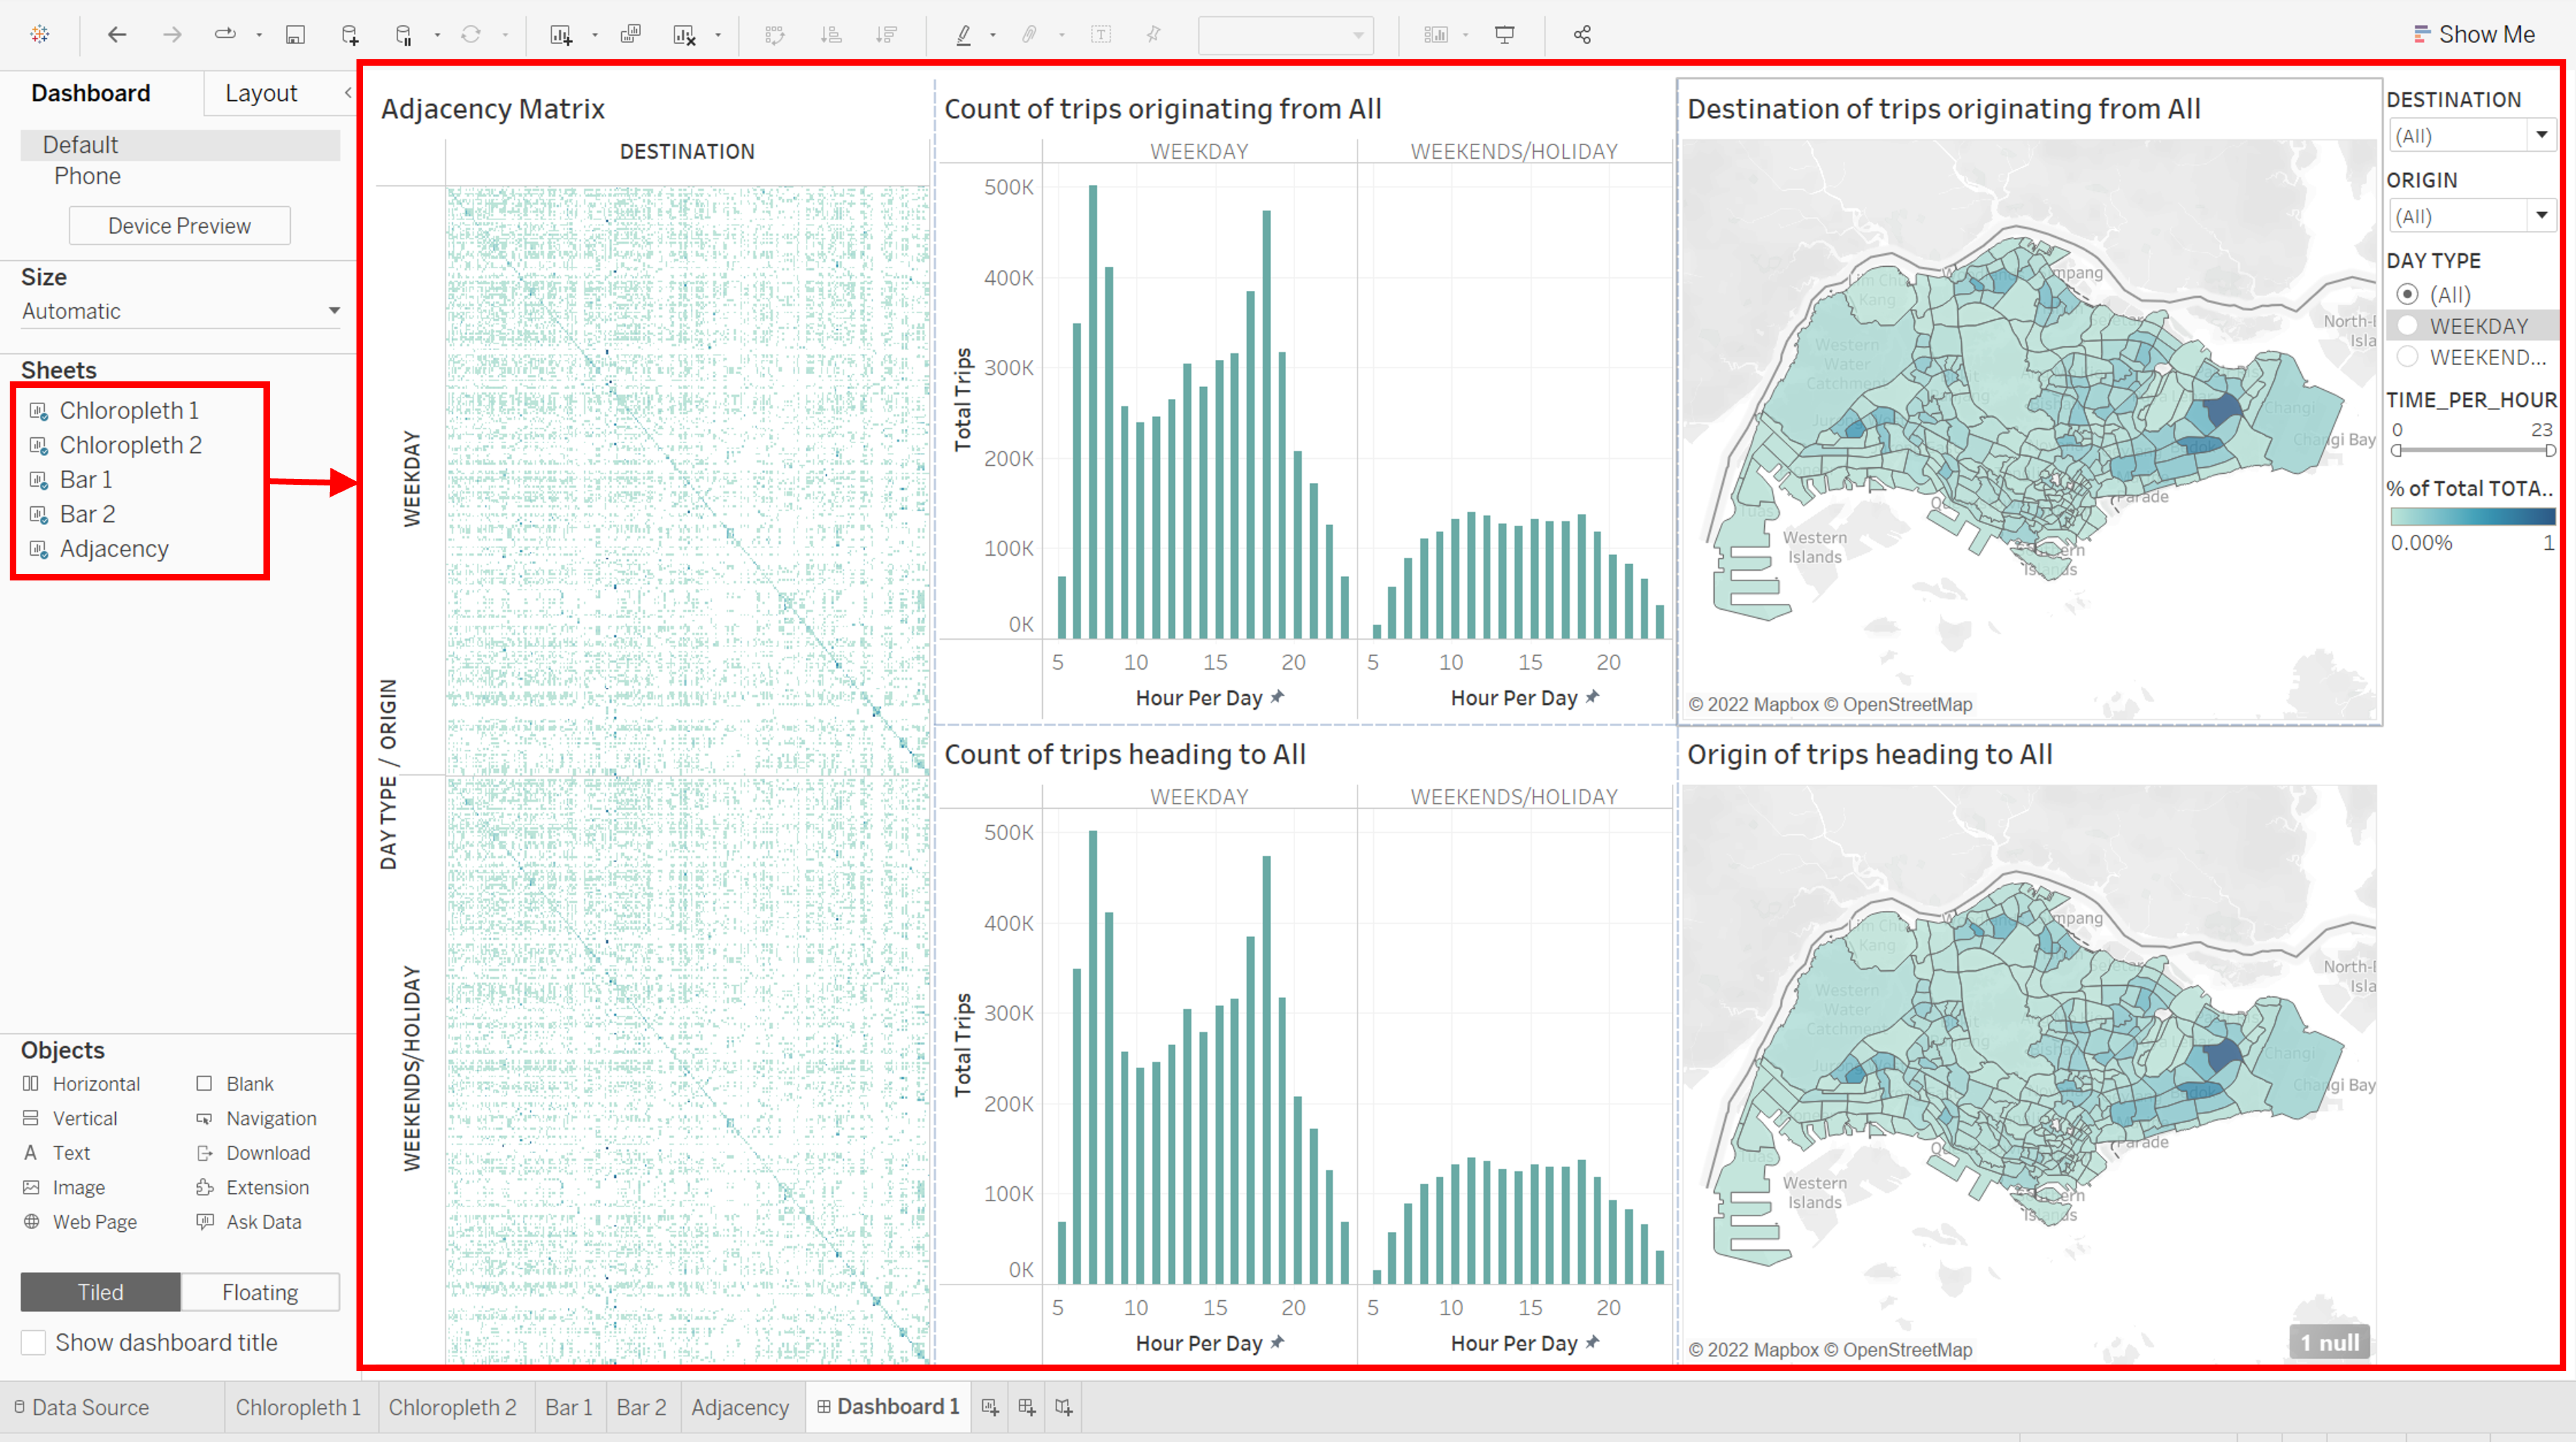 Show Me
Dashboard
Layout
Default
Phone
Device Preview
Size
Automatic
Sheets
Chloropleth 1
Chloropleth 2
Bar 1
Bar 2
Adjacency
Objects
Horizontal
Blank
Vertical
Navigation
Text
Download
Image
Extension
Web Page
Ask Data
Tiled
Floating
Show dashboard title
Adjacency Matrix
DESTINATION
DAY TYPE / ORIGIN
WEEKDAY
WEEKENDS/HOLIDAY
Count of trips originating from All
WEEKDAY
WEEKENDS/HOLIDAY
Total Trips
500K
400K
300K
200K
100K
0K
5 10 15 20
5 10 15 20
Hour Per Day
Hour Per Day
Destination of trips originating from All
Western
Water
Catchment
Changi
Changi Bay
Western
Islands
Tuas
Parade
Islands
© 2022 Mapbox © OpenStreetMap
Count of trips heading to All
WEEKDAY
WEEKENDS/HOLIDAY
Total Trips
500K
400K
300K
200K
100K
0K
5 10 15 20
5 10 15 20
Hour Per Day
Hour Per Day
Origin of trips heading to All
Western
Water
Catchment
Changi
Changi Bay
Western
Islands
Tuas
Parade
Islands
© 2022 Mapbox © OpenStreetMap
1 null
DESTINATION
(All)
ORIGIN
(All)
DAY TYPE
(All)
WEEKDAY
WEEKEND...
TIME_PER_HOUR
0 23
% of Total TOTA..
0.00% 1
Data Source
Chloropleth 1
Chloropleth 2
Bar 1
Bar 2
Adjacency
Dashboard 1